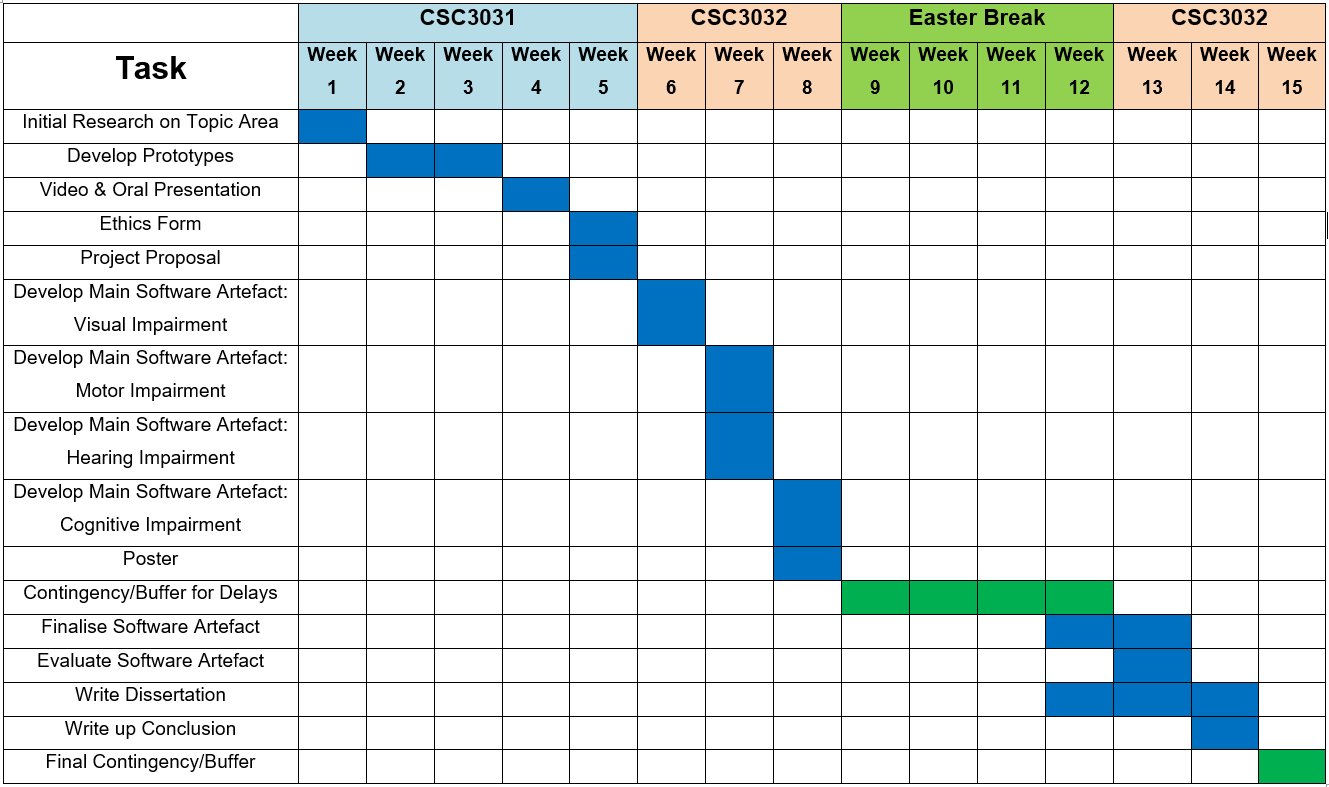 CSC3031 CSC3032 Easter Break CSC3032
Task
Week Week Week Week Week Week Week Week Week Week Week Week Week Week Week
1 2 3 4 5 6 7 8 9 10 11 12 13 14 15
Initial Research on Topic Area
Develop Prototypes
Video & Oral Presentation
Ethics Form
Project Proposal
Develop Main Software Artefact:
Visual Impairment
Develop Main Software Artefact:
Motor Impairment
Develop Main Software Artefact:
Hearing Impairment
Develop Main Software Artefact:
Cognitive Impairment
Poster
Contingency/Buffer for Delays
Finalise Software Artefact
Evaluate Software Artefact
Write Dissertation
Write up Conclusion
Final Contingency/Buffer